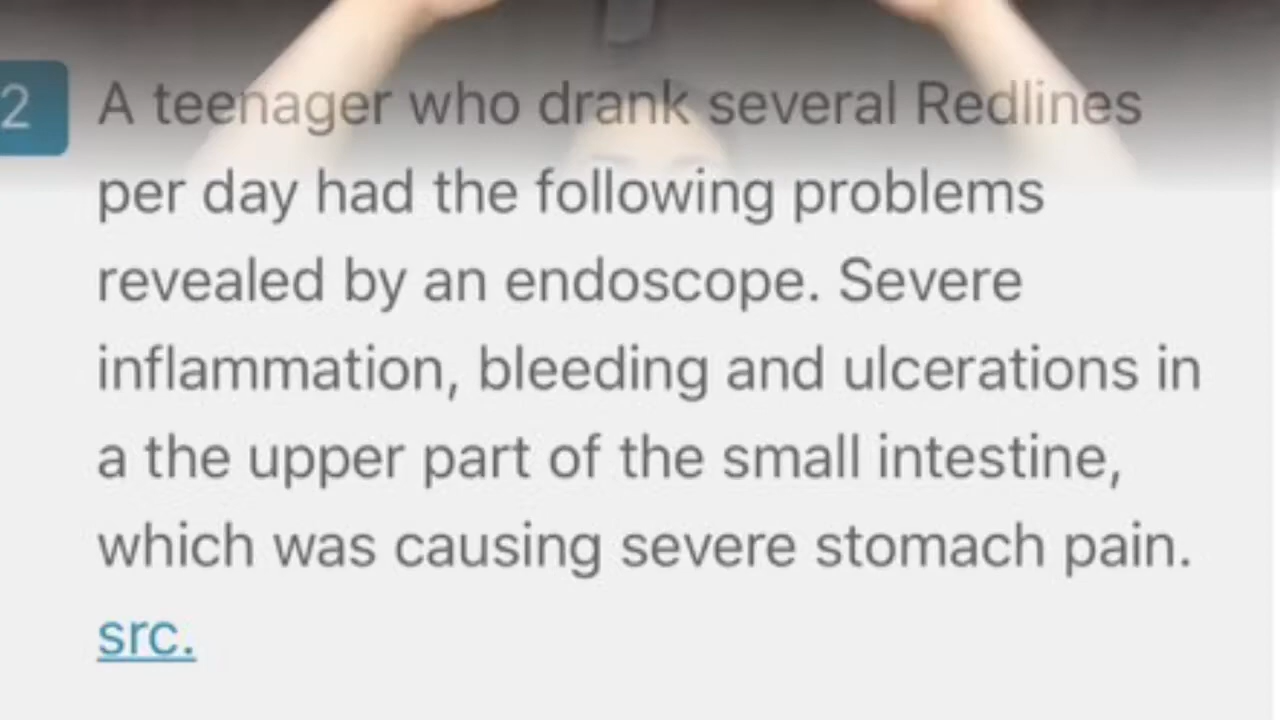 2
A teenager who drank several Redlines
per day had the following problems
revealed by an endoscope. Severe
inflammation, bleeding and ulcerations in
a the upper part of the small intestine,
which was causing severe stomach pain.
src.